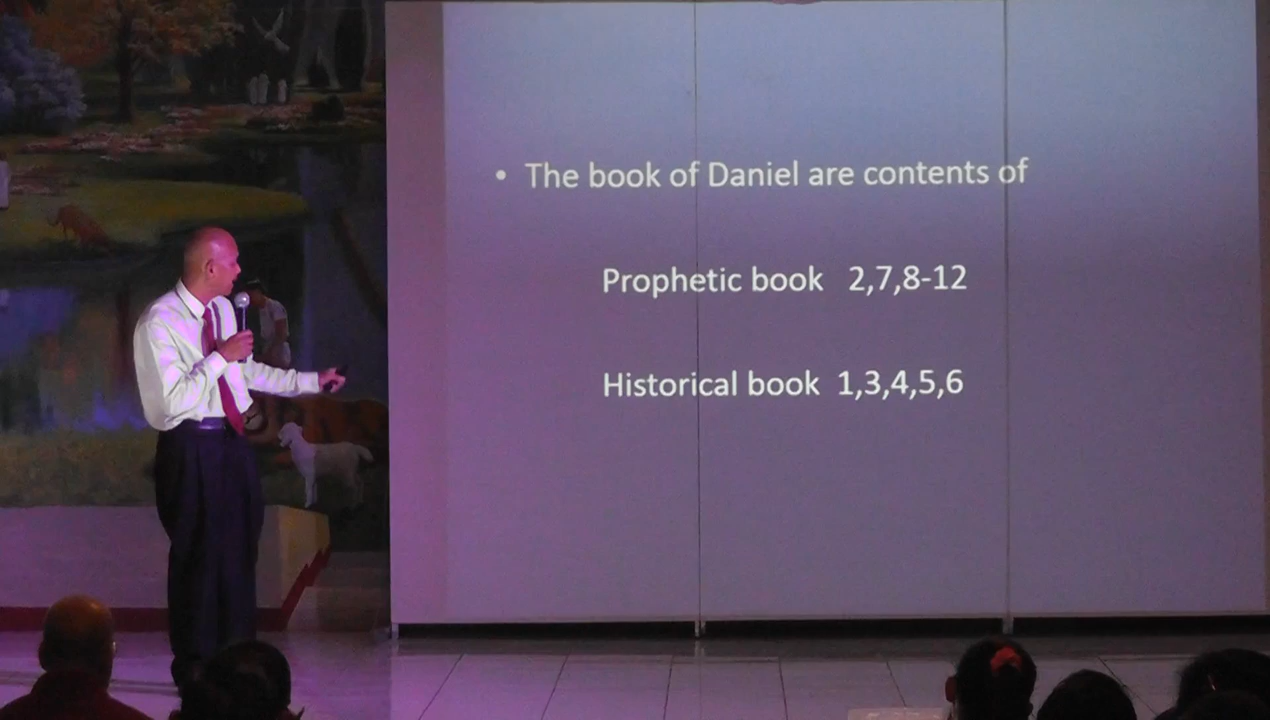 • The book of Daniel are contents of
Prophetic book 2,7,8-12
Historical book 1,3,4,5,6